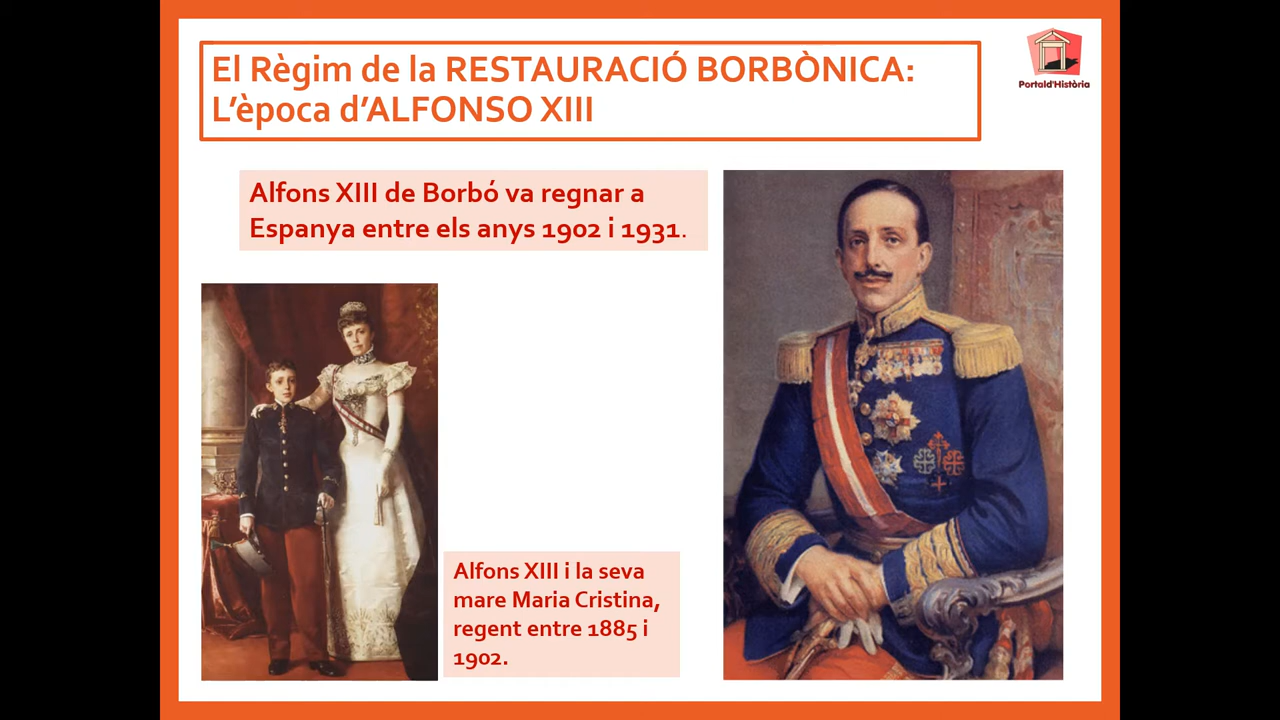 El Règim de la RESTAURACIÓ BORBÒNICA:
L'època d'ALFONSO XIII
Portald'Història
Alfons XIII de Borbó va regnar a
Espanya entre els anys 1902 i 1931.
Alfons XIII i la seva
mare Maria Cristina,
regent entre 1885 i
1902.